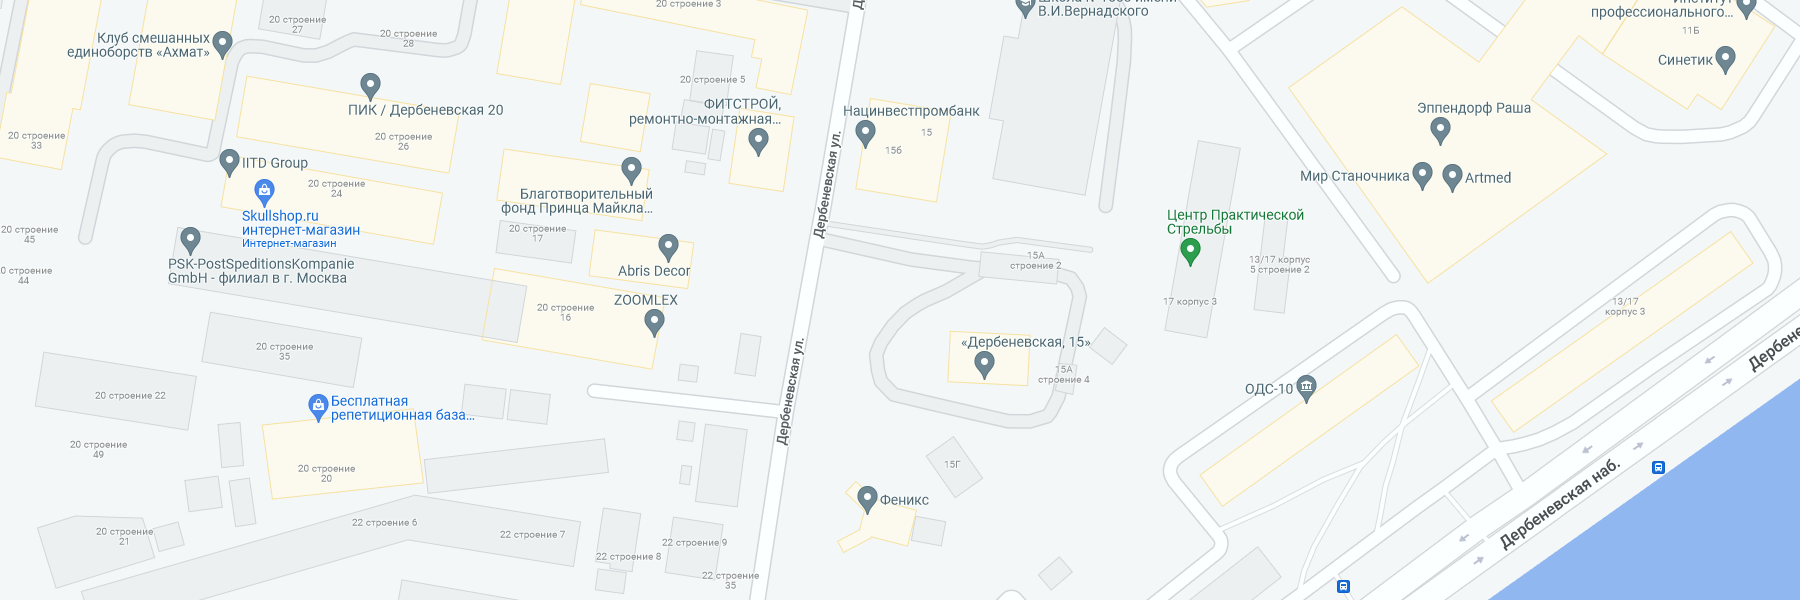 20 строение
27
20 строение 3
Школа № 1085 имени
В.И.Вернадского
Институт
профессионального…
11Б
Клуб смешанных
единоборств «Ахмат»
20 строение
28
Синетик
20 строение 5
ПИК / Дербеневская 20
ФИТСТРОЙ,
ремонтно-монтажная…
Нацинвестпромбанк
15
15б
Эппендорф Раша
20 строение
33
20 строение
26
Дербеневская ул.
IITD Group
20 строение
24
Мир Станочника
Artmed
Благотворительный
фонд Принца Майкла…
Skullshop.ru
интернет-магазин
Интернет-магазин
Центр Практической
Стрельбы
20 строение
45
20 строение
17
0 строение
44
PSK-PostSpeditionsKompanie
GmbH - филиал в г. Москва
Abris Decor
15А
строение 2
13/17 корпус
5 строение 2
ZOOMLEX
20 строение
16
17 корпус 3
13/17
корпус 3
20 строение
35
«Дербеневская, 15»
15А
строение 4
Дербеневская ул.
Дербене
ОДС-10
20 строение 22
Бесплатная
репетиционная база…
20 строение
49
20 строение
20
15Г
Феникс
Дербеневская наб.
22 строение 6
20 строение
21
22 строение 7
22 строение 9
22 строение 8
22 строение
35